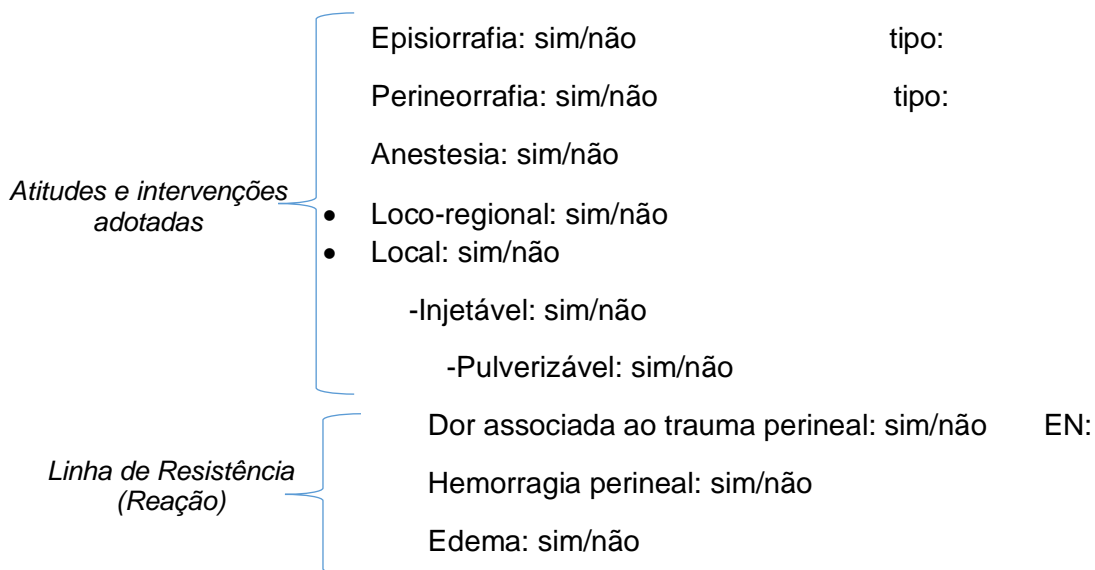 Episiorrafia: sim/não tipo:
Perineorrafia: sim/não tipo:
Anestesia: sim/não
Atitudes e intervenções
adotadas
• Loco-regional: sim/não
• Local: sim/não
-Injetável: sim/não
-Pulverizável: sim/não
Linha de Resistência
(Reação)
Dor associada ao trauma perineal: sim/não EN:
Hemorragia perineal: sim/não
Edema: sim/não